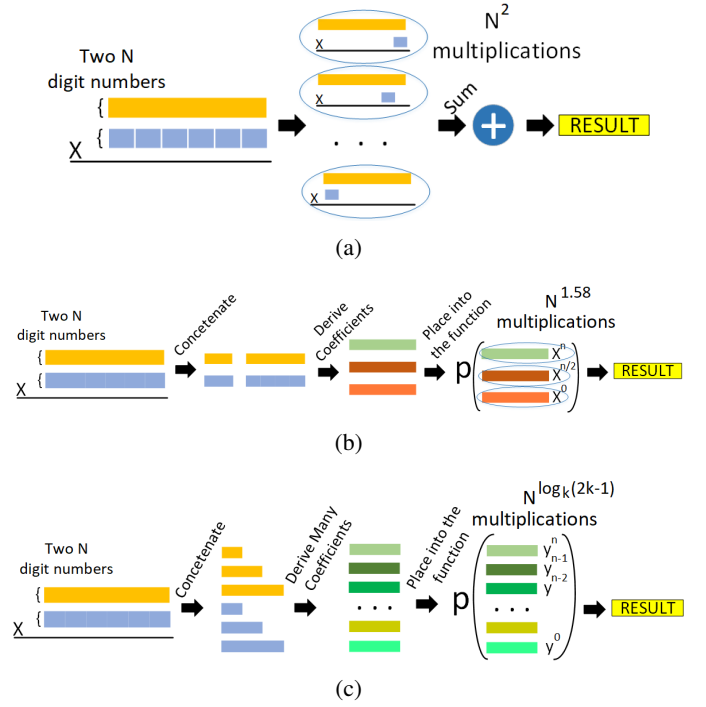 Two N
digit numbers
{
{
X
X
X
. . .
X
N²
multiplications
Sum
+
RESULT
(a)
Two N
digit numbers
{
{
X
Concetenate
Derive
Coefficients
Place into
the function
N^1.58
multiplications
p
X^n
X^n/2
X^0
RESULT
(b)
Two N
digit numbers
{
{
X
Concetenate
Derive Many
Coefficients
. . .
Place into the
function
N^log_k(2k-1)
multiplications
p
y^n
y^n-1
y^n-2
. . .
y^0
RESULT
(c)